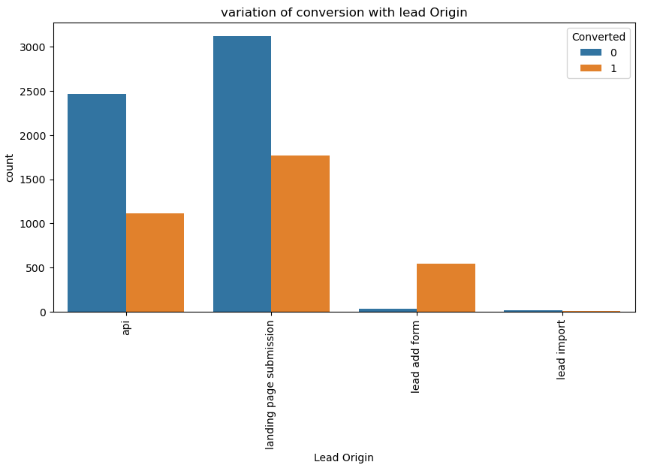 variation of conversion with lead Origin
Converted
0
1
3000
2500
2000
1500
1000
500
0
count
api
landing page submission
lead add form
lead import
Lead Origin